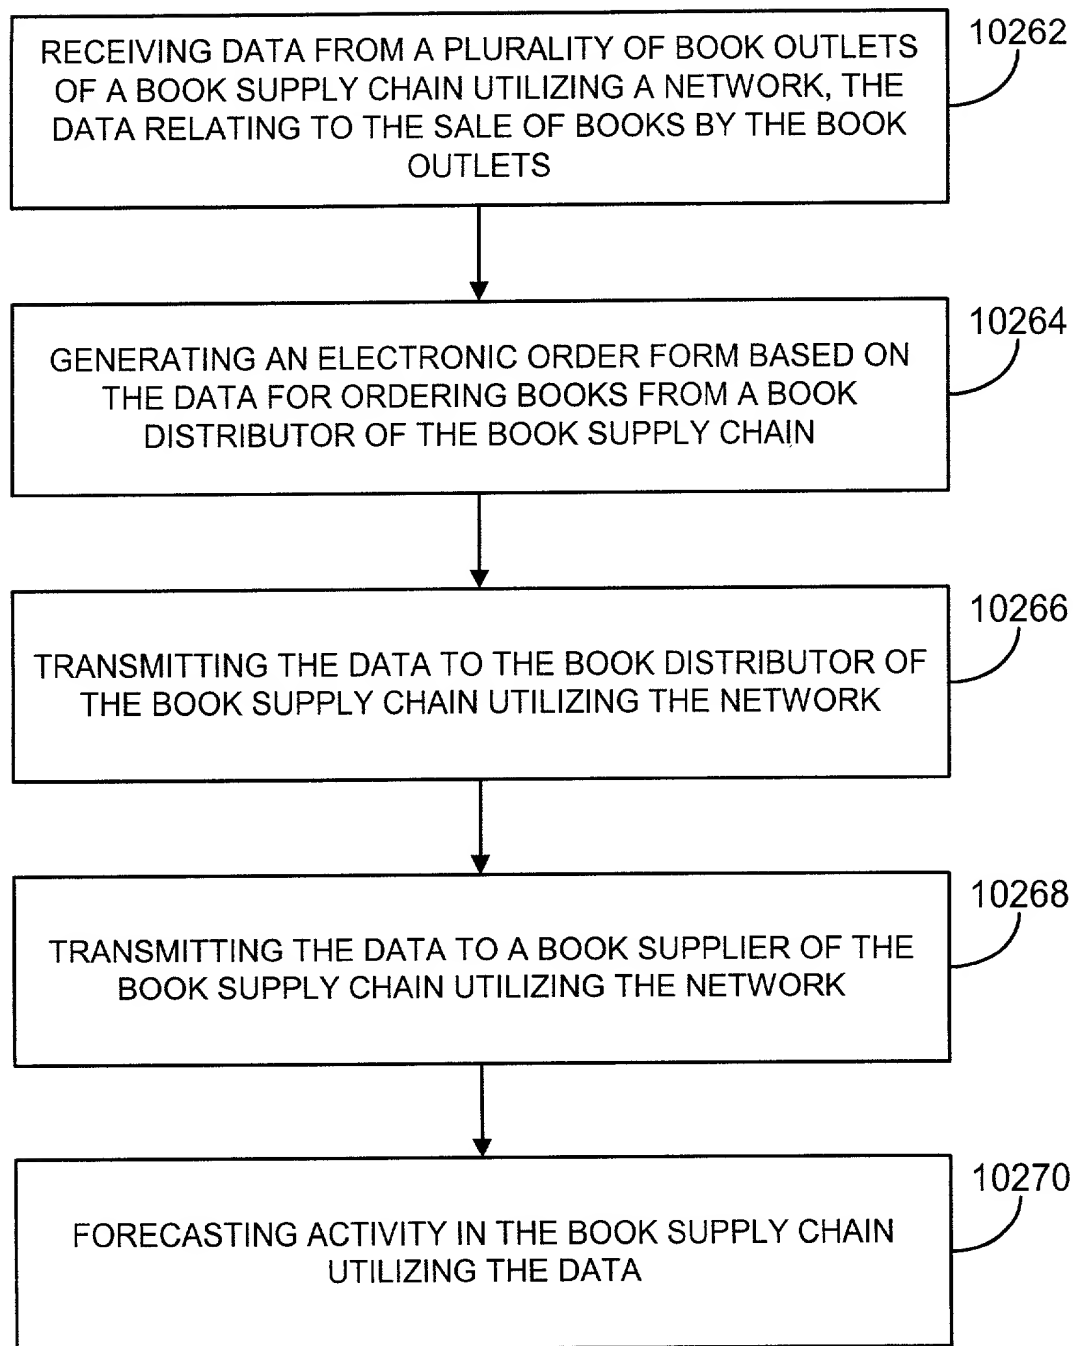 RECEIVING DATA FROM A PLURALITY OF BOOK OUTLETS
OF A BOOK SUPPLY CHAIN UTILIZING A NETWORK, THE
DATA RELATING TO THE SALE OF BOOKS BY THE BOOK
OUTLETS
10262
GENERATING AN ELECTRONIC ORDER FORM BASED ON
THE DATA FOR ORDERING BOOKS FROM A BOOK
DISTRIBUTOR OF THE BOOK SUPPLY CHAIN
10264
TRANSMITTING THE DATA TO THE BOOK DISTRIBUTOR OF
THE BOOK SUPPLY CHAIN UTILIZING THE NETWORK
10266
TRANSMITTING THE DATA TO A BOOK SUPPLIER OF THE
BOOK SUPPLY CHAIN UTILIZING THE NETWORK
10268
FORECASTING ACTIVITY IN THE BOOK SUPPLY CHAIN
UTILIZING THE DATA
10270